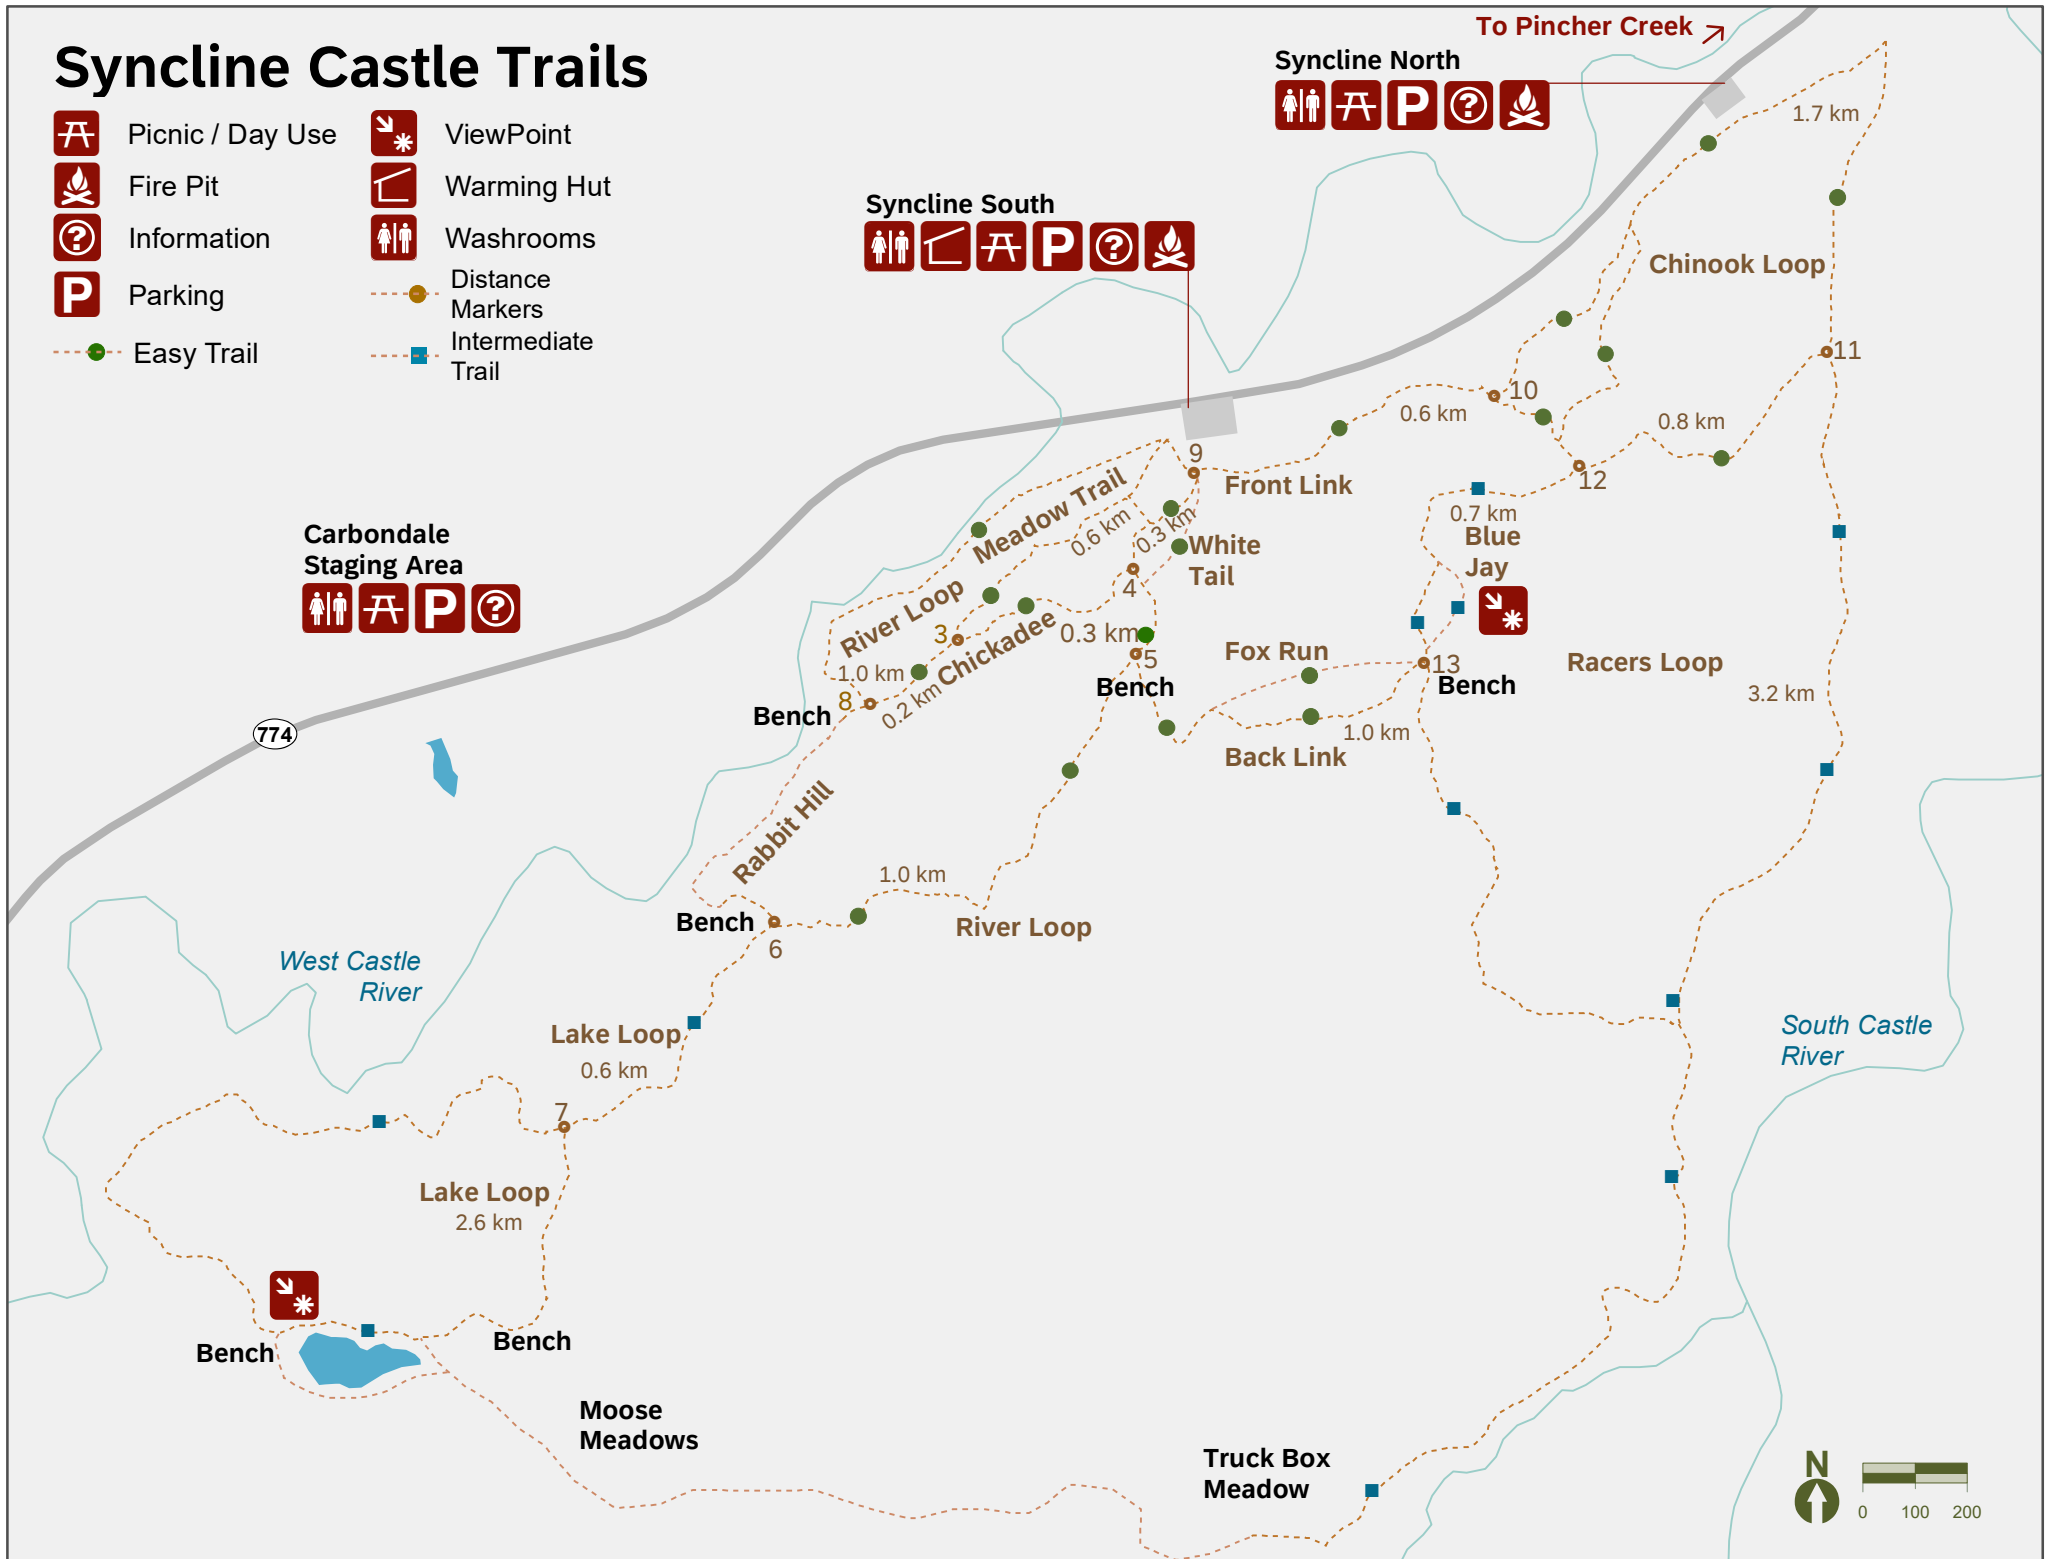 To Pincher Creek
Syncline Castle Trails
Syncline North
P
Picnic / Day Use
ViewPoint
1.7 km
Fire Pit
Warming Hut
Syncline South
P
Information
Washrooms
Chinook Loop
P
Parking
Distance
Markers
Easy Trail
Intermediate
Trail
11
10
0.6 km
0.8 km
9
Front Link
12
Meadow Trail
0.6 km
0.3 km
0.7 km
Blue
Jay
White
Tail
Carbondale
Staging Area
P
4
River Loop
3
Chickadee
0.3 km
5
Bench
Fox Run
13
Bench
Racers Loop
1.0 km
8
0.2 km
Bench
3.2 km
774
1.0 km
Back Link
Rabbit Hill
1.0 km
Bench
6
River Loop
West Castle
River
South Castle
River
Lake Loop
0.6 km
7
Lake Loop
2.6 km
Bench
Bench
Moose
Meadows
Truck Box
Meadow
N
0 100 200